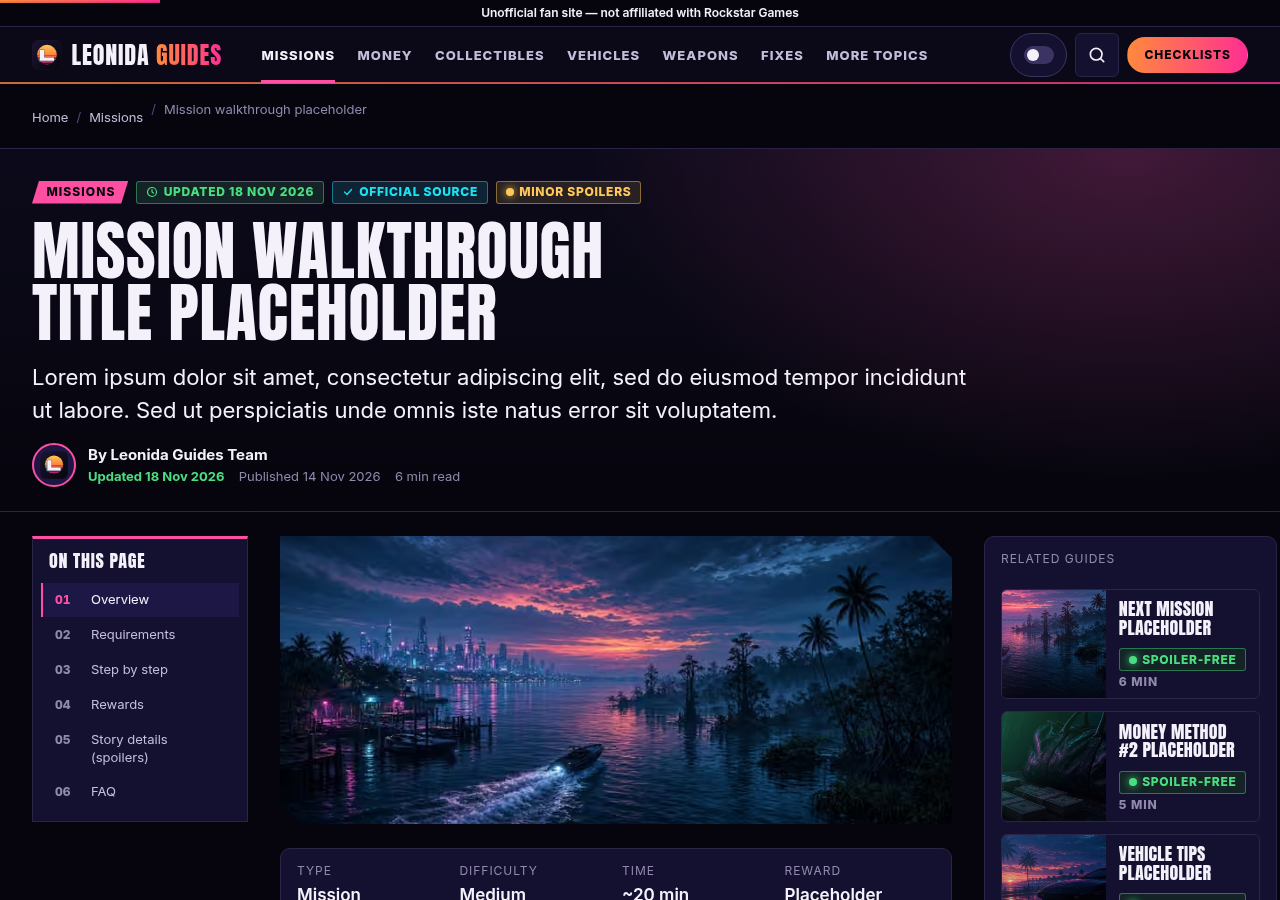 Unofficial fan site — not affiliated with Rockstar Games
LEONIDA GUIDES
MISSIONS
MONEY
COLLECTIBLES
VEHICLES
WEAPONS
FIXES
MORE TOPICS
CHECKLISTS
Home / Missions / Mission walkthrough placeholder
MISSIONS
UPDATED 18 NOV 2026
OFFICIAL SOURCE
MINOR SPOILERS
MISSION WALKTHROUGH
TITLE PLACEHOLDER
Lorem ipsum dolor sit amet, consectetur adipiscing elit, sed do eiusmod tempor incididunt
ut labore. Sed ut perspiciatis unde omnis iste natus error sit voluptatem.
By Leonida Guides Team
Updated 18 Nov 2026 Published 14 Nov 2026 6 min read
ON THIS PAGE
01 Overview
02 Requirements
03 Step by step
04 Rewards
05 Story details
(spoilers)
06 FAQ
TYPE
Mission
DIFFICULTY
Medium
TIME
~20 min
REWARD
Placeholder
RELATED GUIDES
NEXT MISSION
PLACEHOLDER
SPOILER-FREE
6 MIN
MONEY METHOD
#2 PLACEHOLDER
SPOILER-FREE
5 MIN
VEHICLE TIPS
PLACEHOLDER